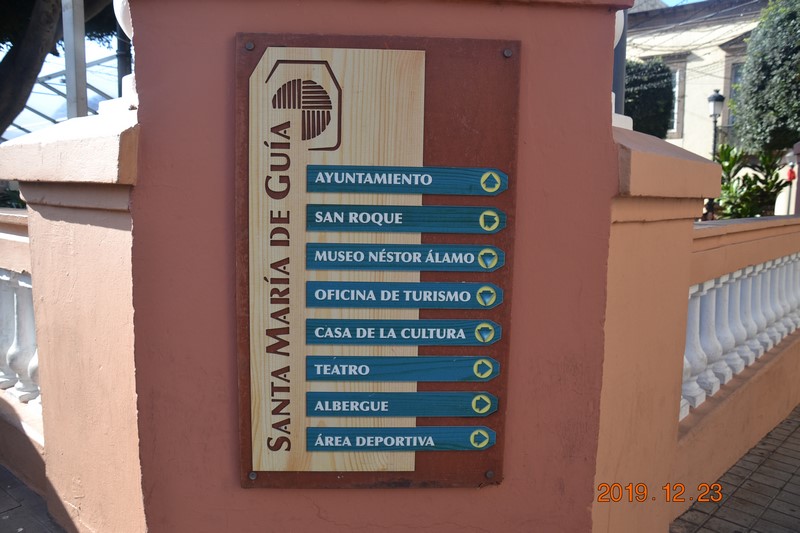 SANTA MARÍA DE GUÍA
AYUNTAMIENTO
SAN ROQUE
MUSEO NÉSTOR ÁLAMO
OFICINA DE TURISMO
CASA DE LA CULTURA
TEATRO
ALBERGUE
ÁREA DEPORTIVA
2019.12.23